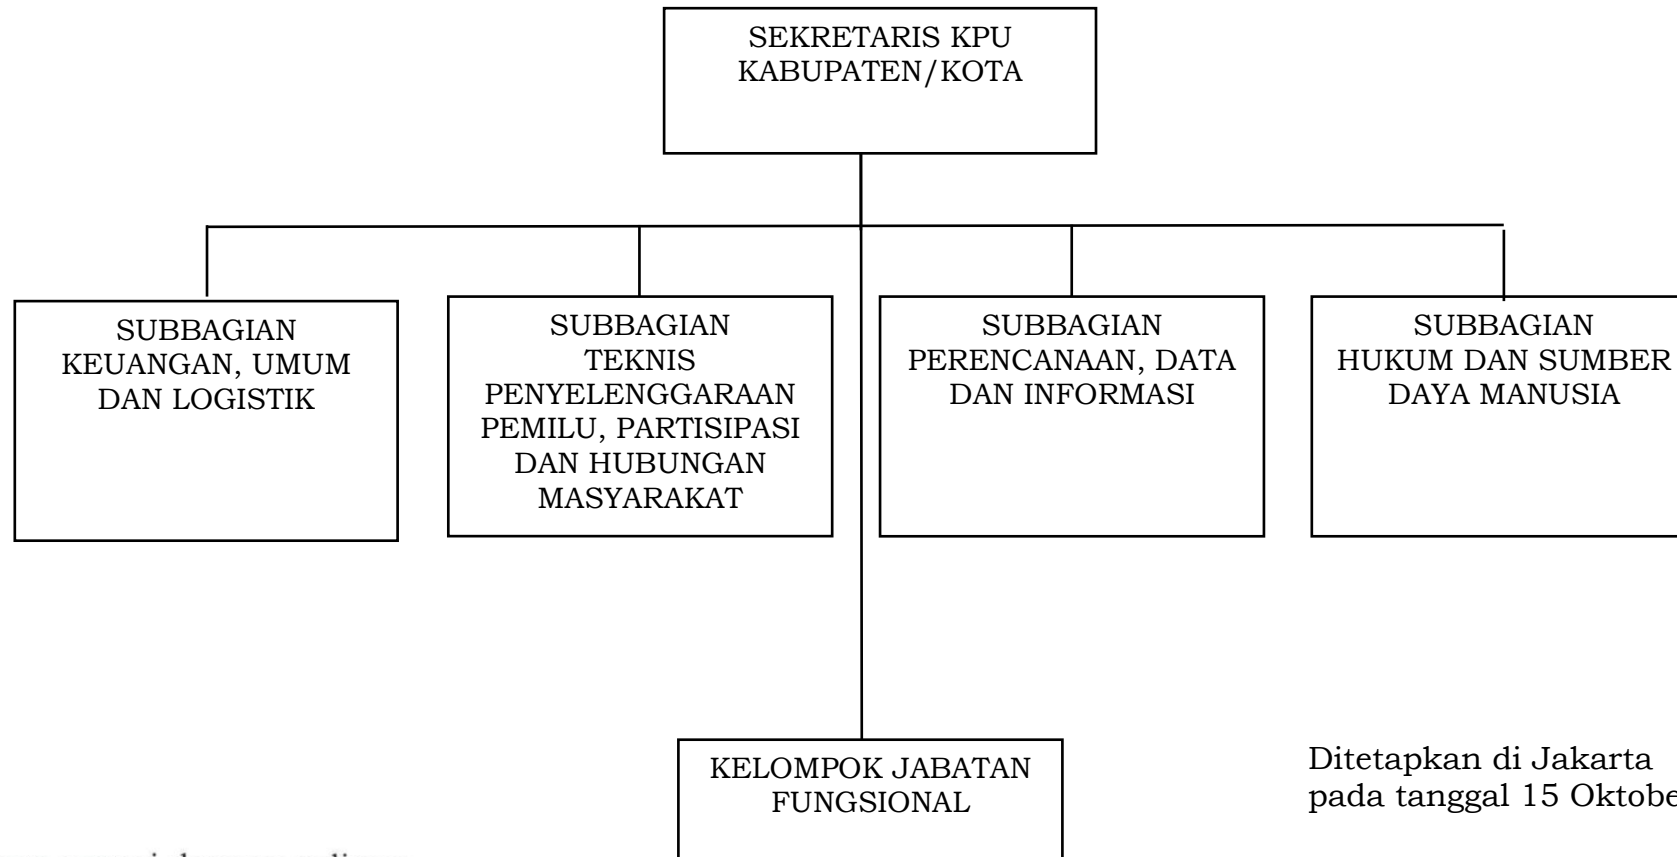 SEKRETARIS KPU
KABUPATEN/KOTA
SUBBAGIAN
KEUANGAN, UMUM
DAN LOGISTIK
SUBBAGIAN
TEKNIS
PENYELENGGARAAN
PEMILU, PARTISIPASI
DAN HUBUNGAN
MASYARAKAT
SUBBAGIAN
PERENCANAAN, DATA
DAN INFORMASI
SUBBAGIAN
HUKUM DAN SUMBER
DAYA MANUSIA
KELOMPOK JABATAN
FUNGSIONAL
Ditetapkan di Jakarta
pada tanggal 15